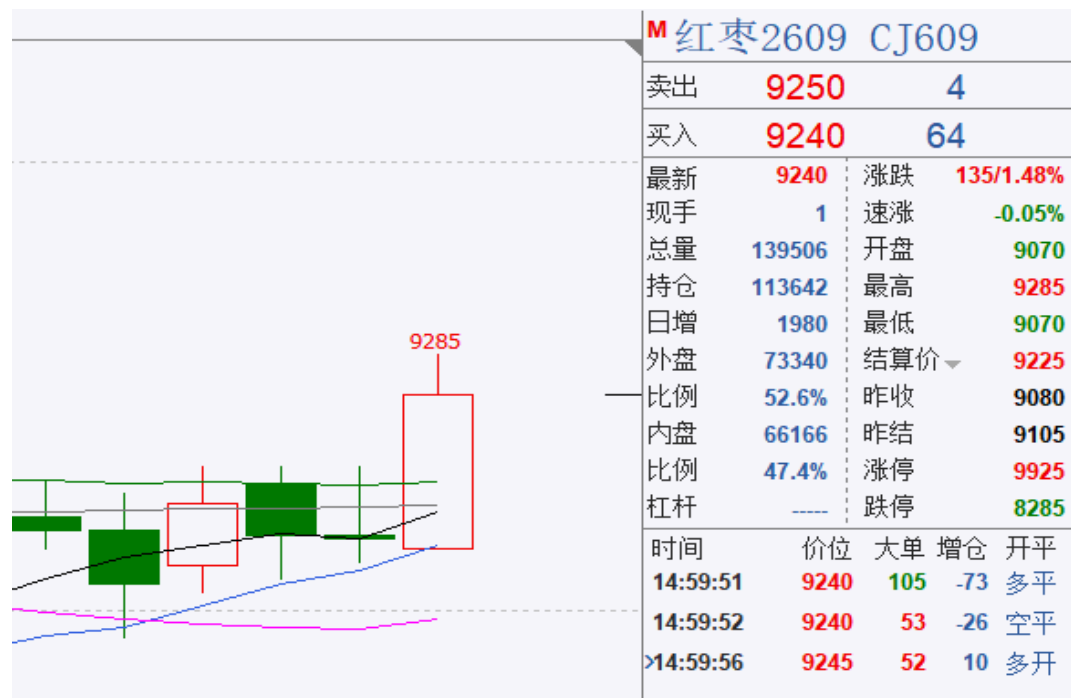 M 红枣2609 CJ609
卖出 9250 4
买入 9240 64
最新 9240 涨跌 135/1.48%
现手 1 速涨 -0.05%
总量 139506 开盘 9070
持仓 113642 最高 9285
日增 1980 最低 9070
9285
外盘 73340 结算价 9225
比例 52.6% 昨收 9080
内盘 66166 昨结 9105
比例 47.4% 涨停 9925
杠杆 ----- 跌停 8285
时间 价位 大单 增仓 开平
14:59:51 9240 105 -73 多平
14:59:52 9240 53 -26 空平
14:59:56 9245 52 10 多开